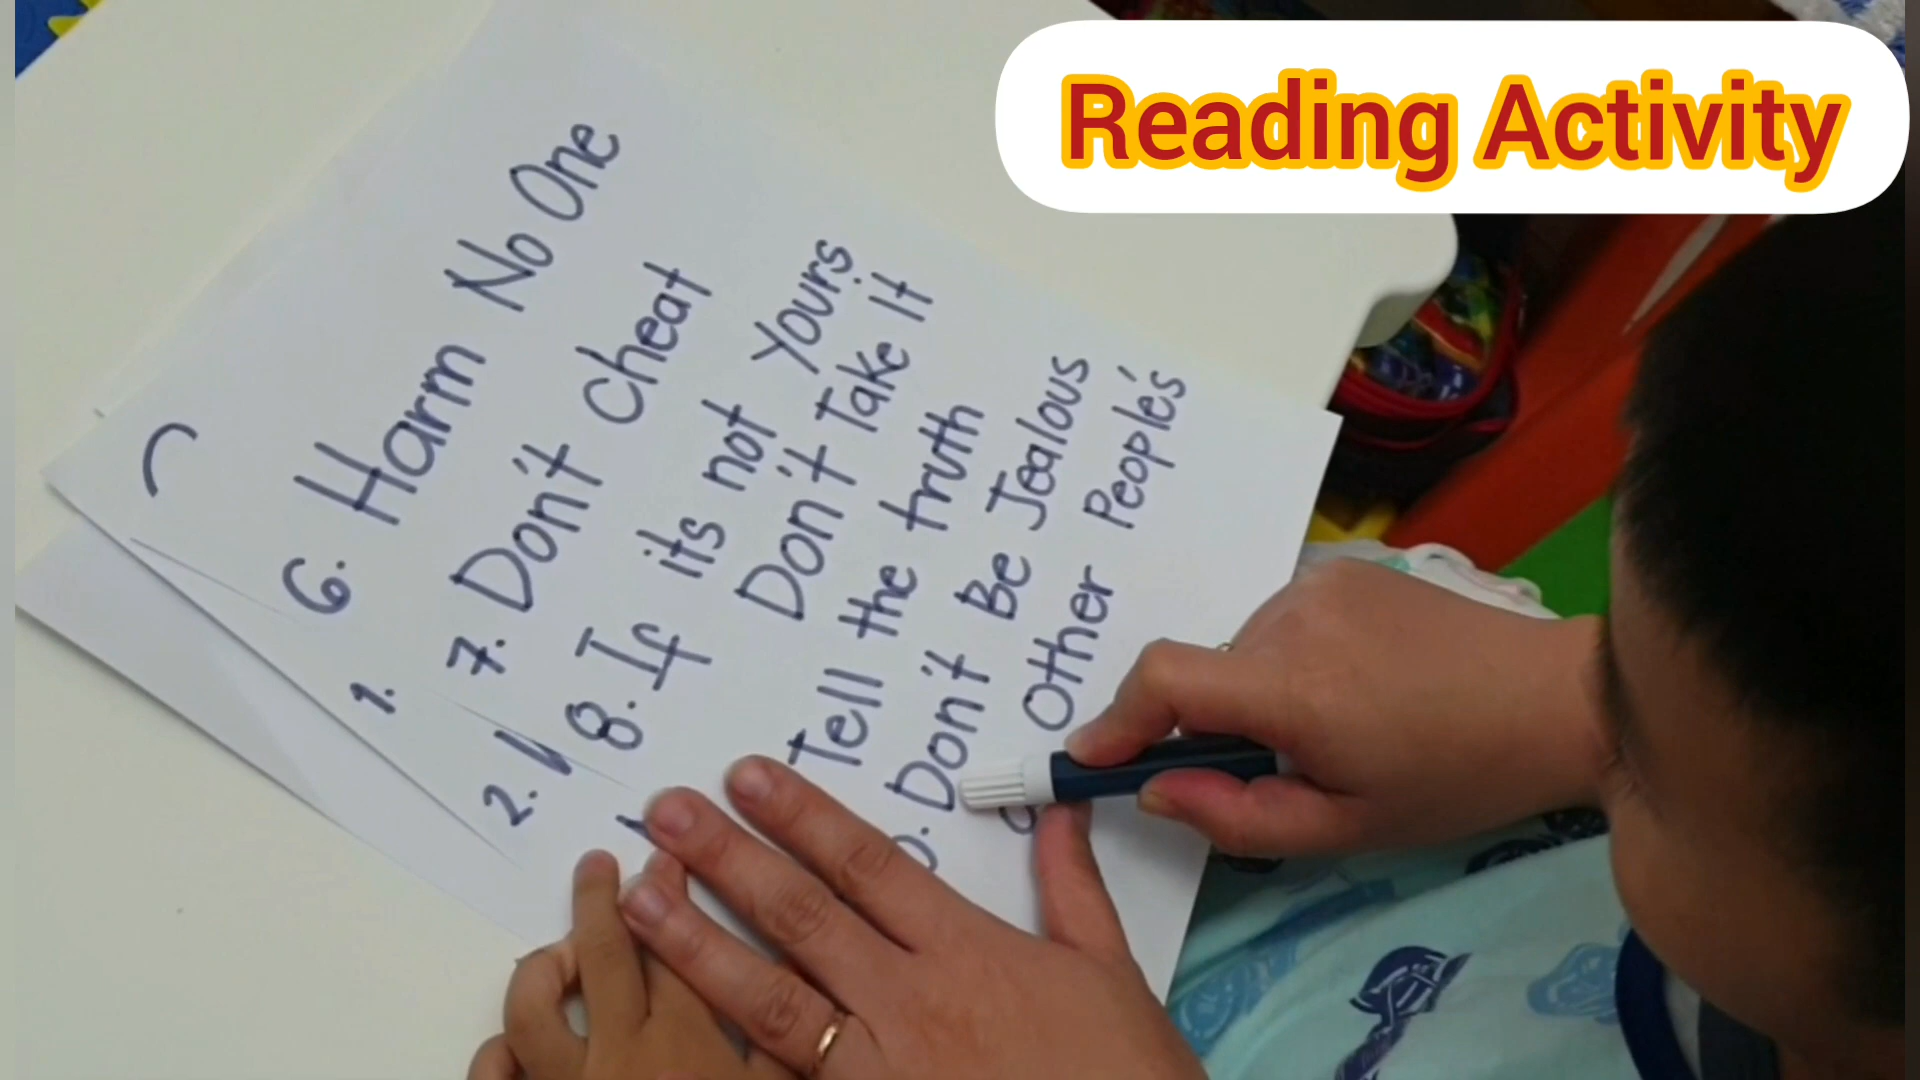 Reading Activity
6. Harm No One
7. Don't cheat
8. If its not Yours
Don't Take It
Tell the truth
Don't Be Jealous
Other People's
1.
2.